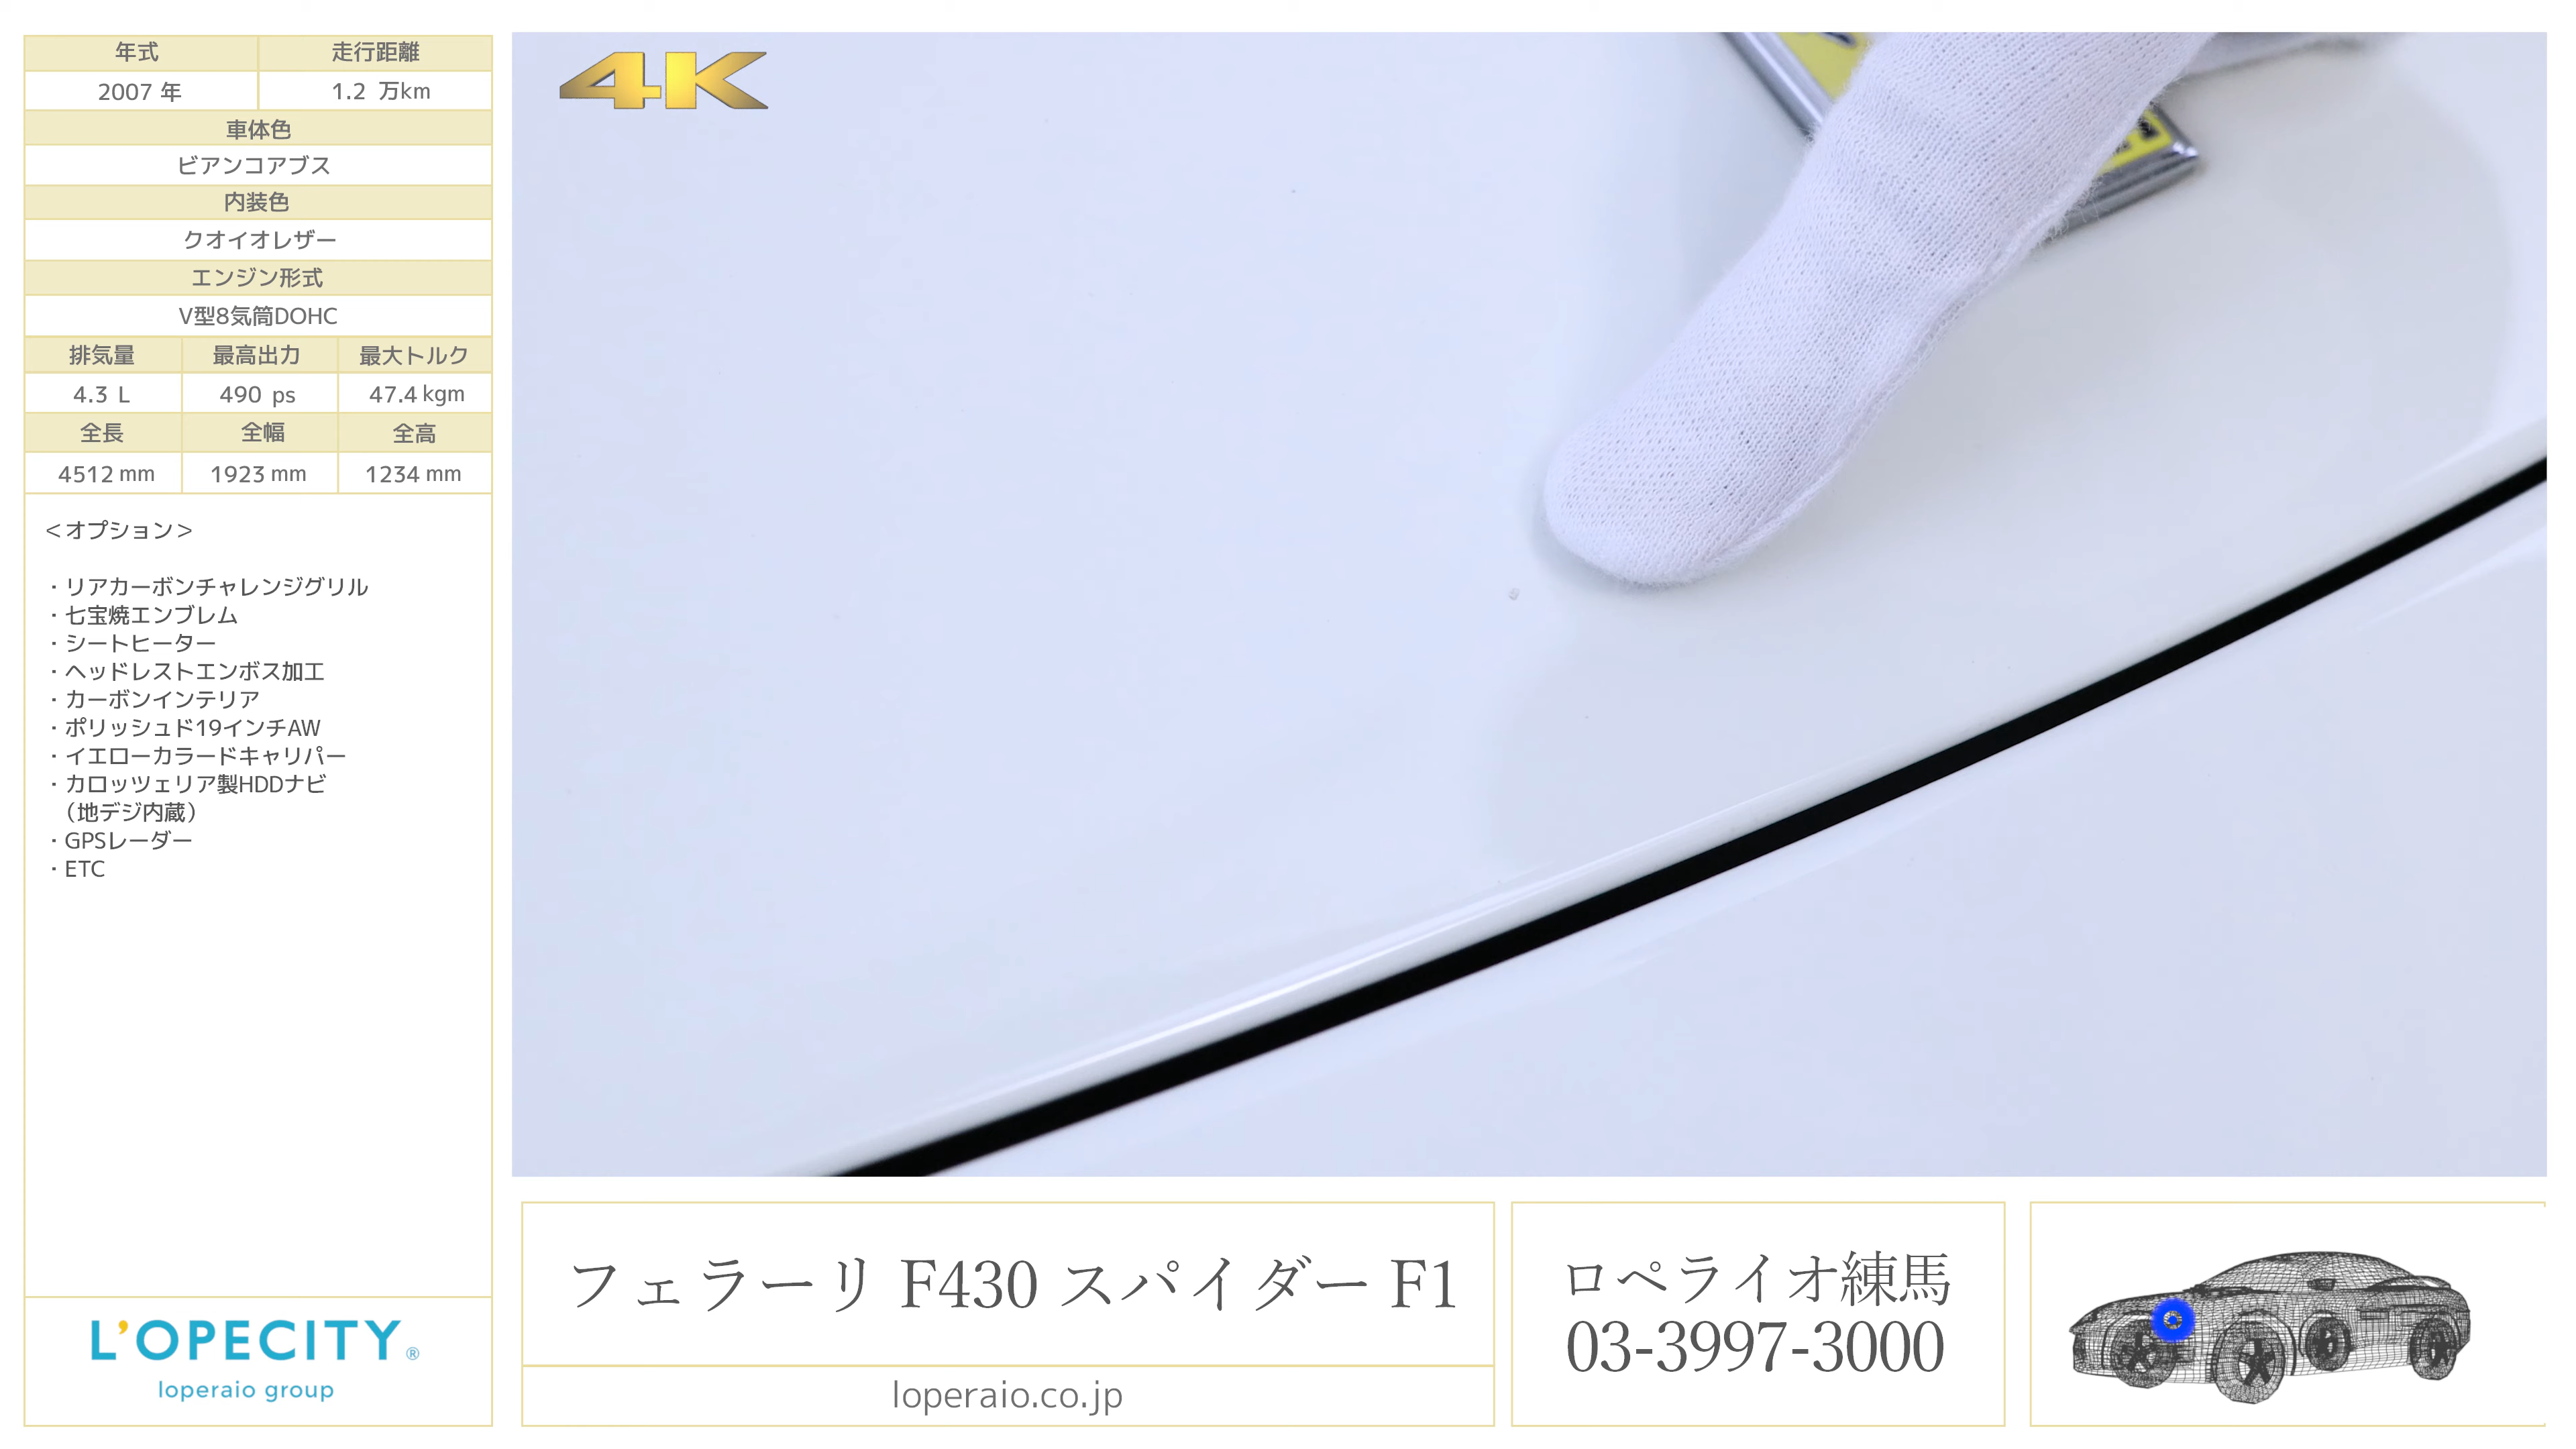 年式 走行距離
2007 年 1.2 万km
車体色
ビアンコアブス
内装色
クオイオレザー
エンジン形式
V型8気筒DOHC
排気量 最高出力 最大トルク
4.3 L 490 ps 47.4 kgm
全長 全幅 全高
4512 mm 1923 mm 1234 mm
＜オプション＞
・リアカーボンチャレンジグリル
・七宝焼エンブレム
・シートヒーター
・ヘッドレストエンボス加工
・カーボンインテリア
・ポリッシュド19インチAW
・イエローカラードキャリパー
・カロッツェリア製HDDナビ
（地デジ内蔵）
・GPSレーダー
・ETC
L'OPECITY®
loperaio group
4K
フェラーリ F430 スパイダー F1
loperaio.co.jp
ロペライオ練馬
03-3997-3000